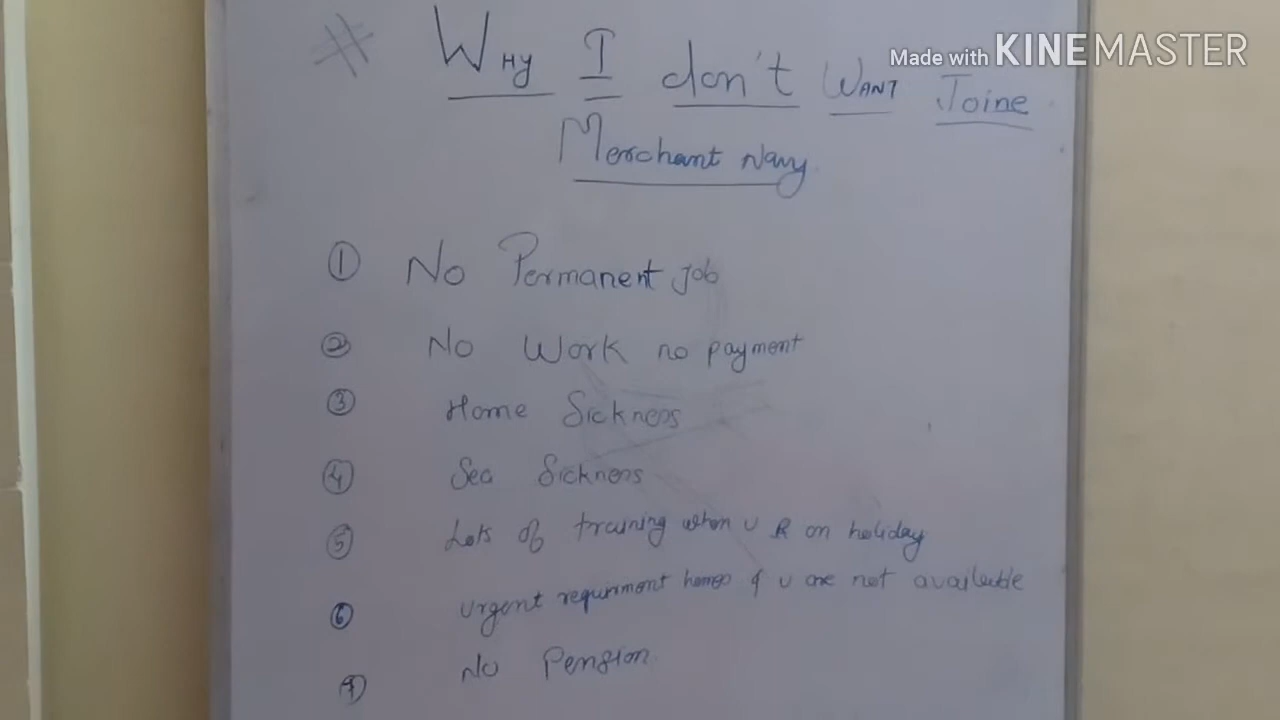 Made with KINEMASTER
# Why I don't Want Joine
Merchant Navy
① No Permanent job
② No Work no payment
③ Home Sickness
④ Sea Sickness
⑤ Lots of training when U R on holiday
⑥ Urgent requirment home u are not available
⑦ No Pension